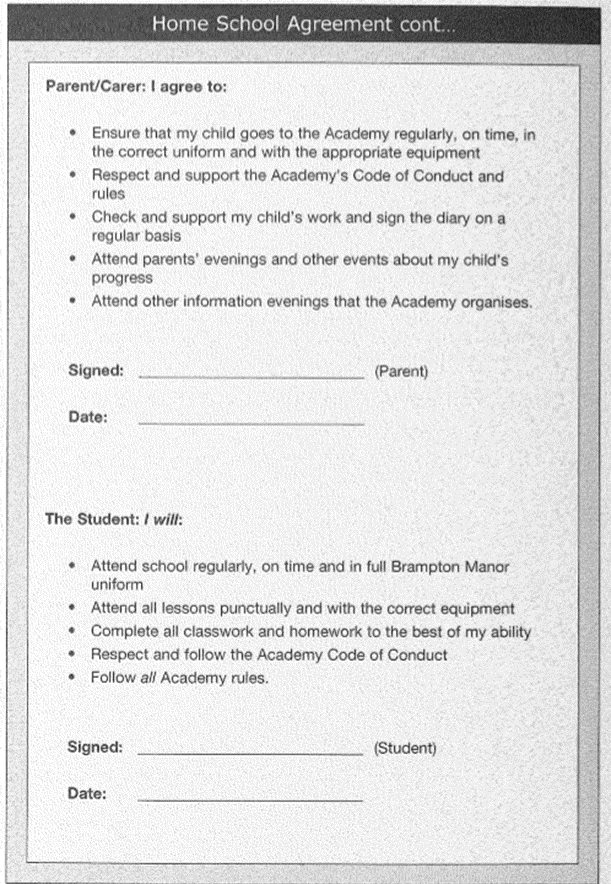 Home School Agreement cont...
Parent/Carer: I agree to:
• Ensure that my child goes to the Academy regularly, on time, in
the correct uniform and with the appropriate equipment
• Respect and support the Academy's Code of Conduct and
rules
• Check and support my child's work and sign the diary on a
regular basis
• Attend parents' evenings and other events about my child's
progress
• Attend other information evenings that the Academy organises.
Signed: (Parent)
Date:
The Student: I will:
• Attend school regularly, on time and in full Brampton Manor
uniform
• Attend all lessons punctually and with the correct equipment
• Complete all classwork and homework to the best of my ability
• Respect and follow the Academy Code of Conduct
• Follow all Academy rules.
Signed: (Student)
Date: